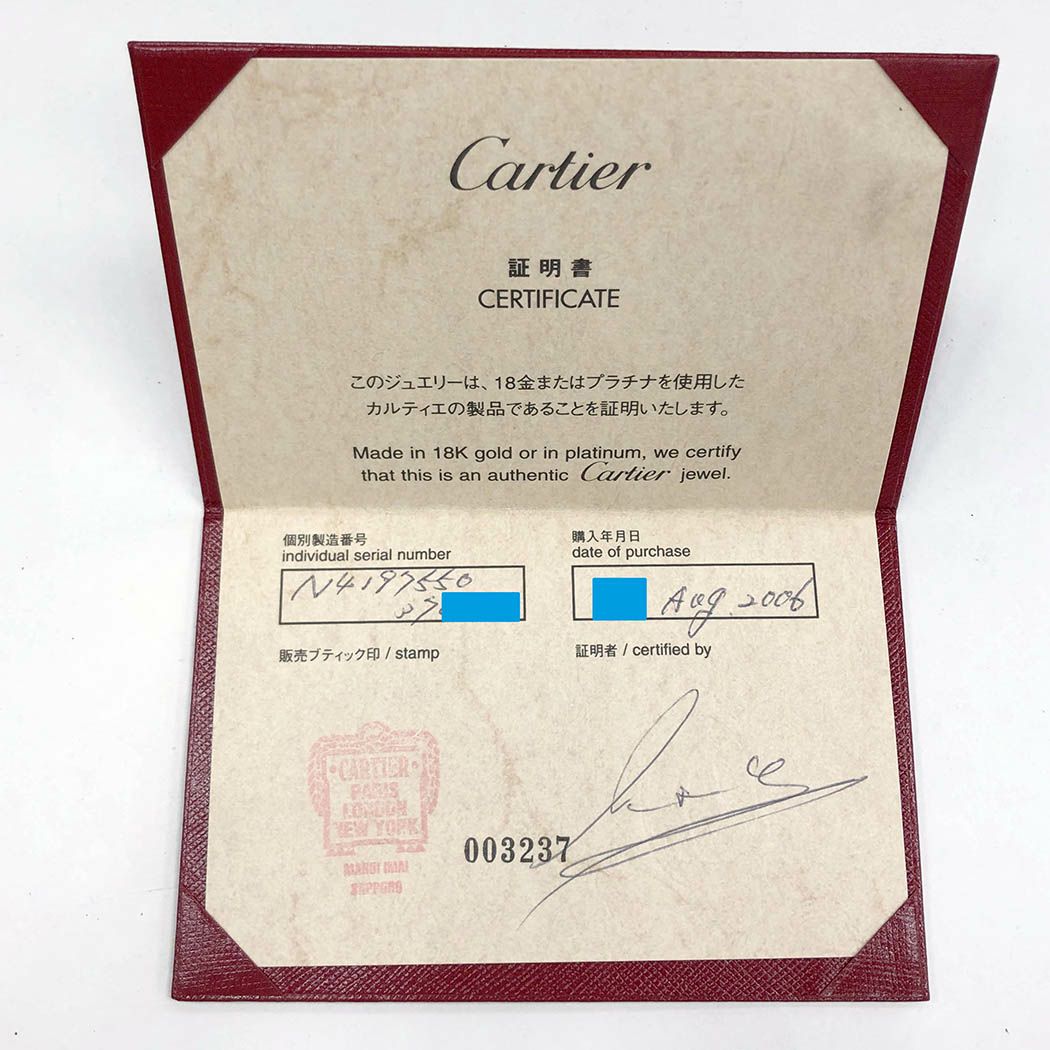 Cartier
証明書
CERTIFICATE
このジュエリーは、18金またはプラチナを使用した
カルティエの製品であることを証明いたします。
Made in 18K gold or in platinum, we certify
that this is an authentic Cartier jewel.
個別製造番号
individual serial number
N4197550
購入年月日
date of purchase
Aug. 2006
販売ブティック印 / stamp
証明者 / certified by
CARTIER
PARIS
LONDON
NEW YORK
MARUI IMAI
SAPPORO
003237